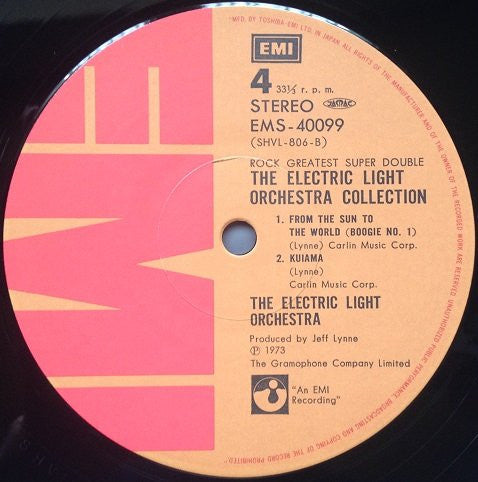 "MFD. BY TOSHIBA-EMI LTD. IN JAPAN ALL RIGHTS OF THE MANUFACTURER AND OF THE OWNER OF THE RECORDED WORK ARE RESERVED. UNAUTHORIZED PUBLIC PERFORMANCE, BROADCASTING AND COPYING OF THE RECORD PROHIBITED."
EMI
EMI
4 33⅓ r. p. m.
STEREO JASRAC
EMS-40099
(SHVL-806-B)
ROCK GREATEST SUPER DOUBLE
THE ELECTRIC LIGHT
ORCHESTRA COLLECTION
1. FROM THE SUN TO
THE WORLD (BOOGIE NO. 1)
(Lynne) Carlin Music Corp.
2. KUIAMA
(Lynne)
Carlin Music Corp.
THE ELECTRIC LIGHT
ORCHESTRA
Produced by Jeff Lynne
℗ 1973
The Gramophone Company Limited
"An EMI
Recording"